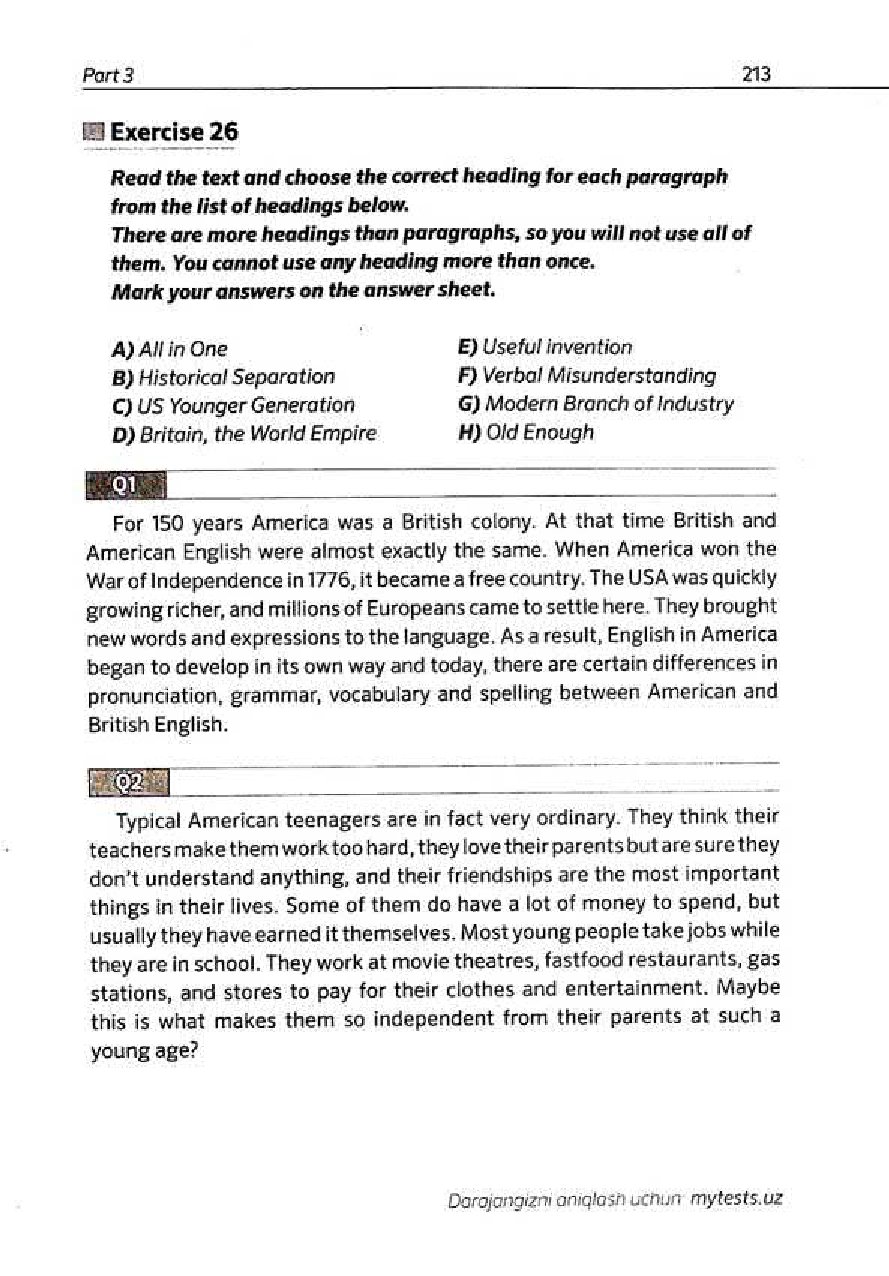 Part 3 213
Exercise 26
Read the text and choose the correct heading for each paragraph
from the list of headings below.
There are more headings than paragraphs, so you will not use all of
them. You cannot use any heading more than once.
Mark your answers on the answer sheet.
A) All in One
B) Historical Separation
C) US Younger Generation
D) Britain, the World Empire
E) Useful invention
F) Verbal Misunderstanding
G) Modern Branch of Industry
H) Old Enough
Q1
For 150 years America was a British colony. At that time British and
American English were almost exactly the same. When America won the
War of Independence in 1776, it became a free country. The USA was quickly
growing richer, and millions of Europeans came to settle here. They brought
new words and expressions to the language. As a result, English in America
began to develop in its own way and today, there are certain differences in
pronunciation, grammar, vocabulary and spelling between American and
British English.
Q2
Typical American teenagers are in fact very ordinary. They think their
teachers make them work too hard, they love their parents but are sure they
don't understand anything, and their friendships are the most important
things in their lives. Some of them do have a lot of money to spend, but
usually they have earned it themselves. Most young people take jobs while
they are in school. They work at movie theatres, fastfood restaurants, gas
stations, and stores to pay for their clothes and entertainment. Maybe
this is what makes them so independent from their parents at such a
young age?
Darajangizni aniqlash uchun: mytests.uz